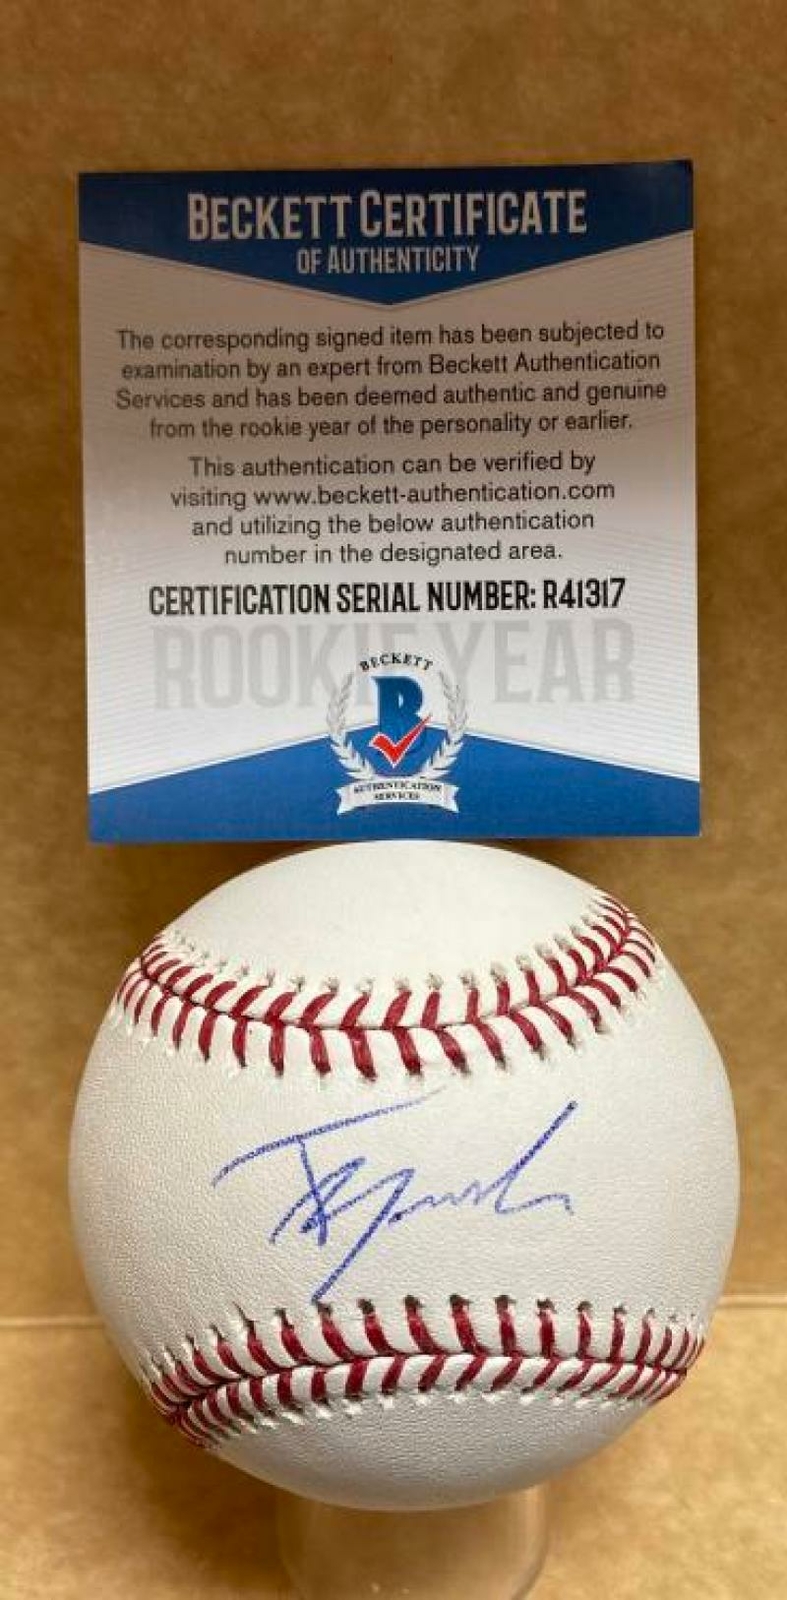 BECKETT CERTIFICATE
OF AUTHENTICITY
The corresponding signed item has been subjected to
examination by an expert from Beckett Authentication
Services and has been deemed authentic and genuine
from the rookie year of the personality or earlier.
This authentication can be verified by
visiting www.beckett-authentication.com
and utilizing the below authentication
number in the designated area.
CERTIFICATION SERIAL NUMBER: R41317
ROOKIE YEAR
BECKETT
B
AUTHENTICATION
SERVICES